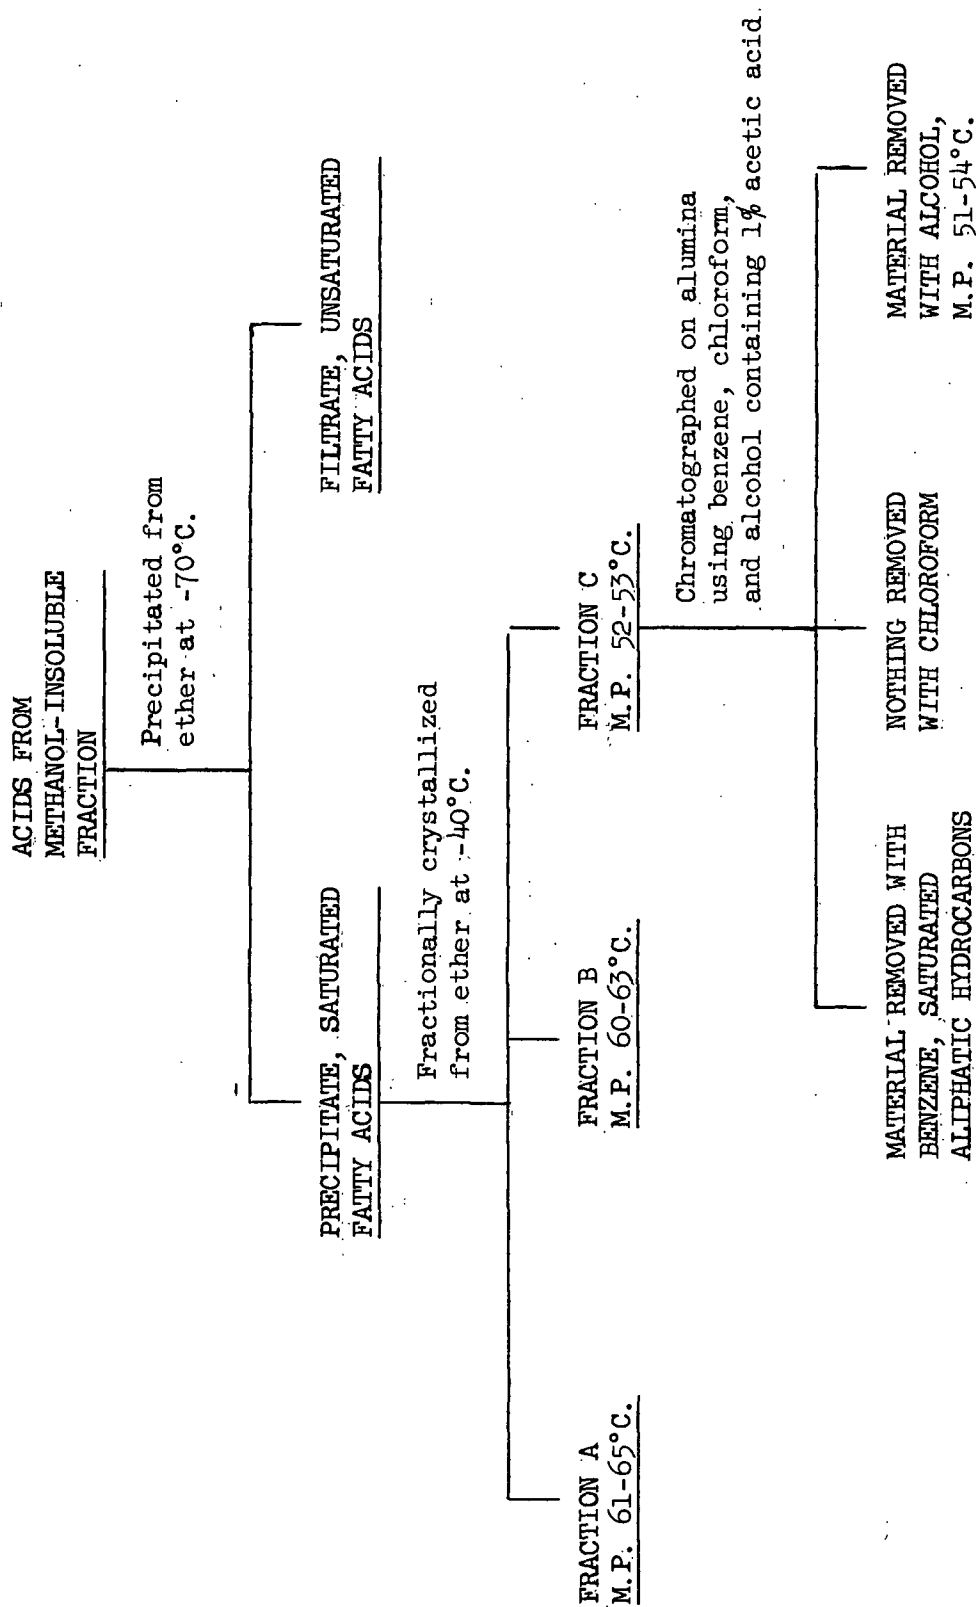 ACIDS FROM
METHANOL-INSOLUBLE
FRACTION
Precipitated from
ether at -70°C.
PRECIPITATE, SATURATED
FATTY ACIDS
FILTRATE, UNSATURATED
FATTY ACIDS
Fractionally crystallized
from ether at -40°C.
FRACTION A
M.P. 61-65°C.
FRACTION B
M.P. 60-63°C.
FRACTION C
M.P. 52-53°C.
Chromatographed on alumina
using benzene, chloroform,
and alcohol containing 1% acetic acid.
MATERIAL REMOVED WITH
BENZENE, SATURATED
ALIPHATIC HYDROCARBONS
NOTHING REMOVED
WITH CHLOROFORM
MATERIAL REMOVED
WITH ALCOHOL,
M.P. 51-54°C.